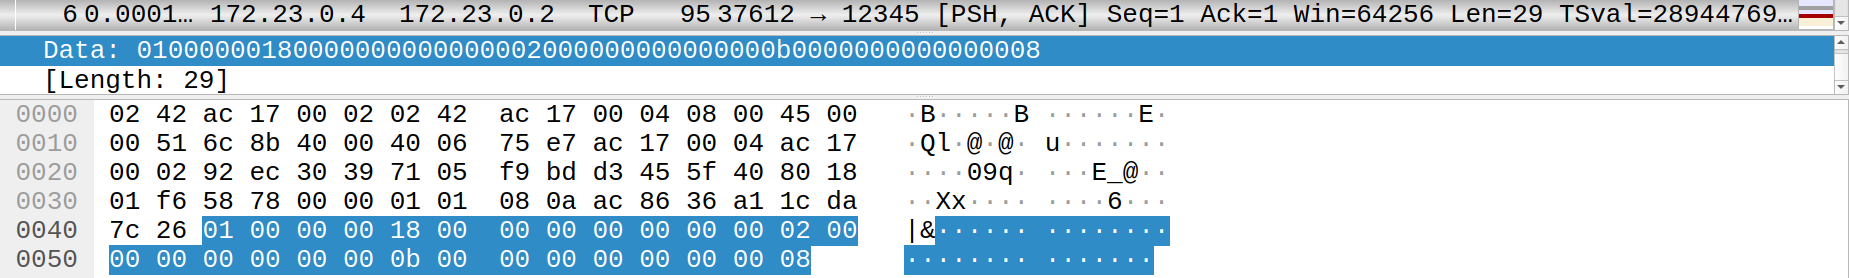 6 0.0001… 172.23.0.4 172.23.0.2 TCP 95 37612 → 12345 [PSH, ACK] Seq=1 Ack=1 Win=64256 Len=29 TSval=28944769…
Data: 0100000018000000000000000200000000000000000b0000000000000008
[Length: 29]
0000 02 42 ac 17 00 02 02 42 ac 17 00 04 08 00 45 00 ·B·····B ······E·
0010 00 51 6c 8b 40 00 40 06 75 e7 ac 17 00 04 ac 17 ·Ql·@·@· u·······
0020 00 02 92 ec 30 39 71 05 f9 bd d3 45 5f 40 80 18 ····09q· ···E_@··
0030 01 f6 58 78 00 00 01 01 08 0a ac 86 36 a1 1c da ··Xx···· ····6···
0040 7c 26 01 00 00 00 18 00 00 00 00 00 00 00 02 00 |&······ ········
0050 00 00 00 00 00 00 0b 00 00 00 00 00 00 00 08 ········ ·······